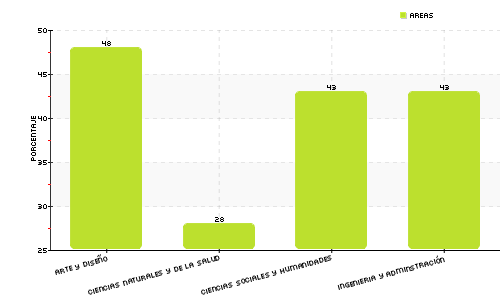 AREAS
50
48
45
43
43
40
PORCENTAJE
35
30
28
25
ARTE Y DISEÑO
CIENCIAS NATURALES Y DE LA SALUD
CIENCIAS SOCIALES Y HUMANIDADES
INGENIERIA Y ADMINSTRACIÓN